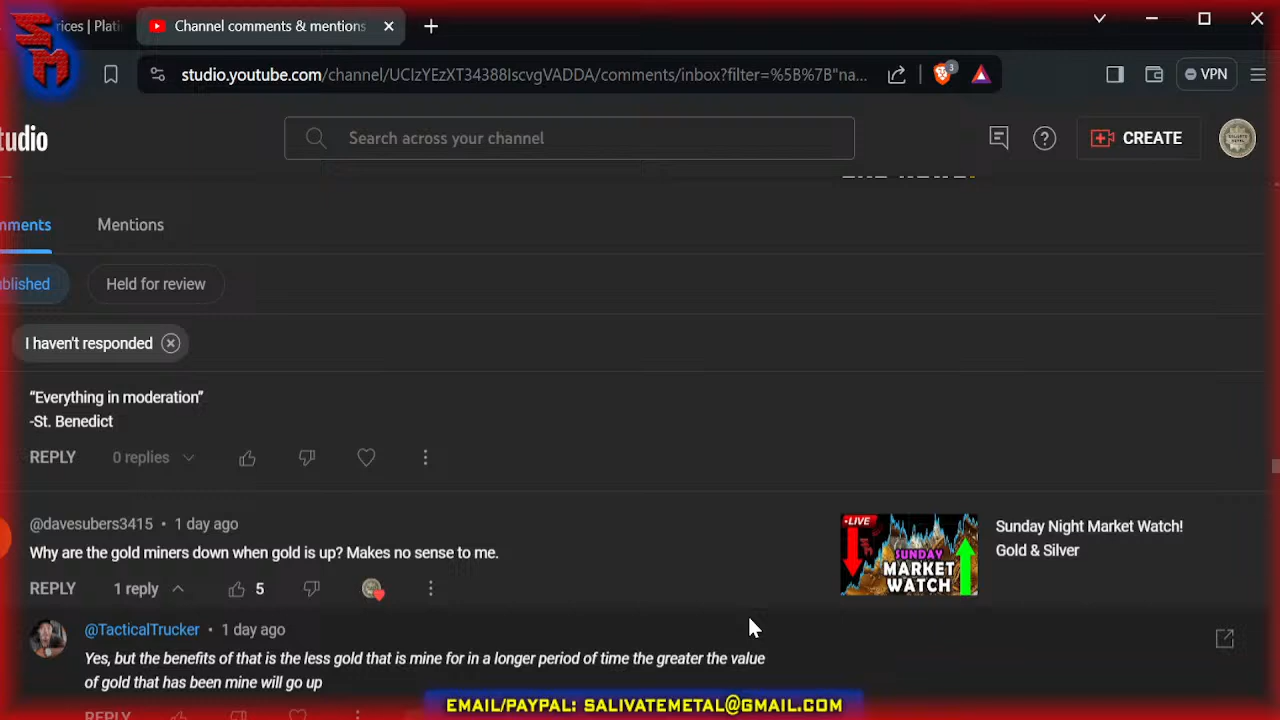 rices | Plati
Channel comments & mentions
studio.youtube.com/channel/UCIzYEzXT34388IscvgVADDA/comments/inbox?filter=%5B%7B"na...
3
VPN
tudio
Search across your channel
CREATE
mments
Mentions
blished
Held for review
I haven't responded
“Everything in moderation”
-St. Benedict
REPLY
0 replies
@davesubers3415 • 1 day ago
Why are the gold miners down when gold is up? Makes no sense to me.
REPLY
1 reply
5
LIVE
SUNDAY
MARKET
WATCH
Sunday Night Market Watch!
Gold & Silver
@TacticalTrucker • 1 day ago
Yes, but the benefits of that is the less gold that is mine for in a longer period of time the greater the value
of gold that has been mine will go up
REPLY
EMAIL/PAYPAL: SALIVATEMETAL@GMAIL.COM
SM